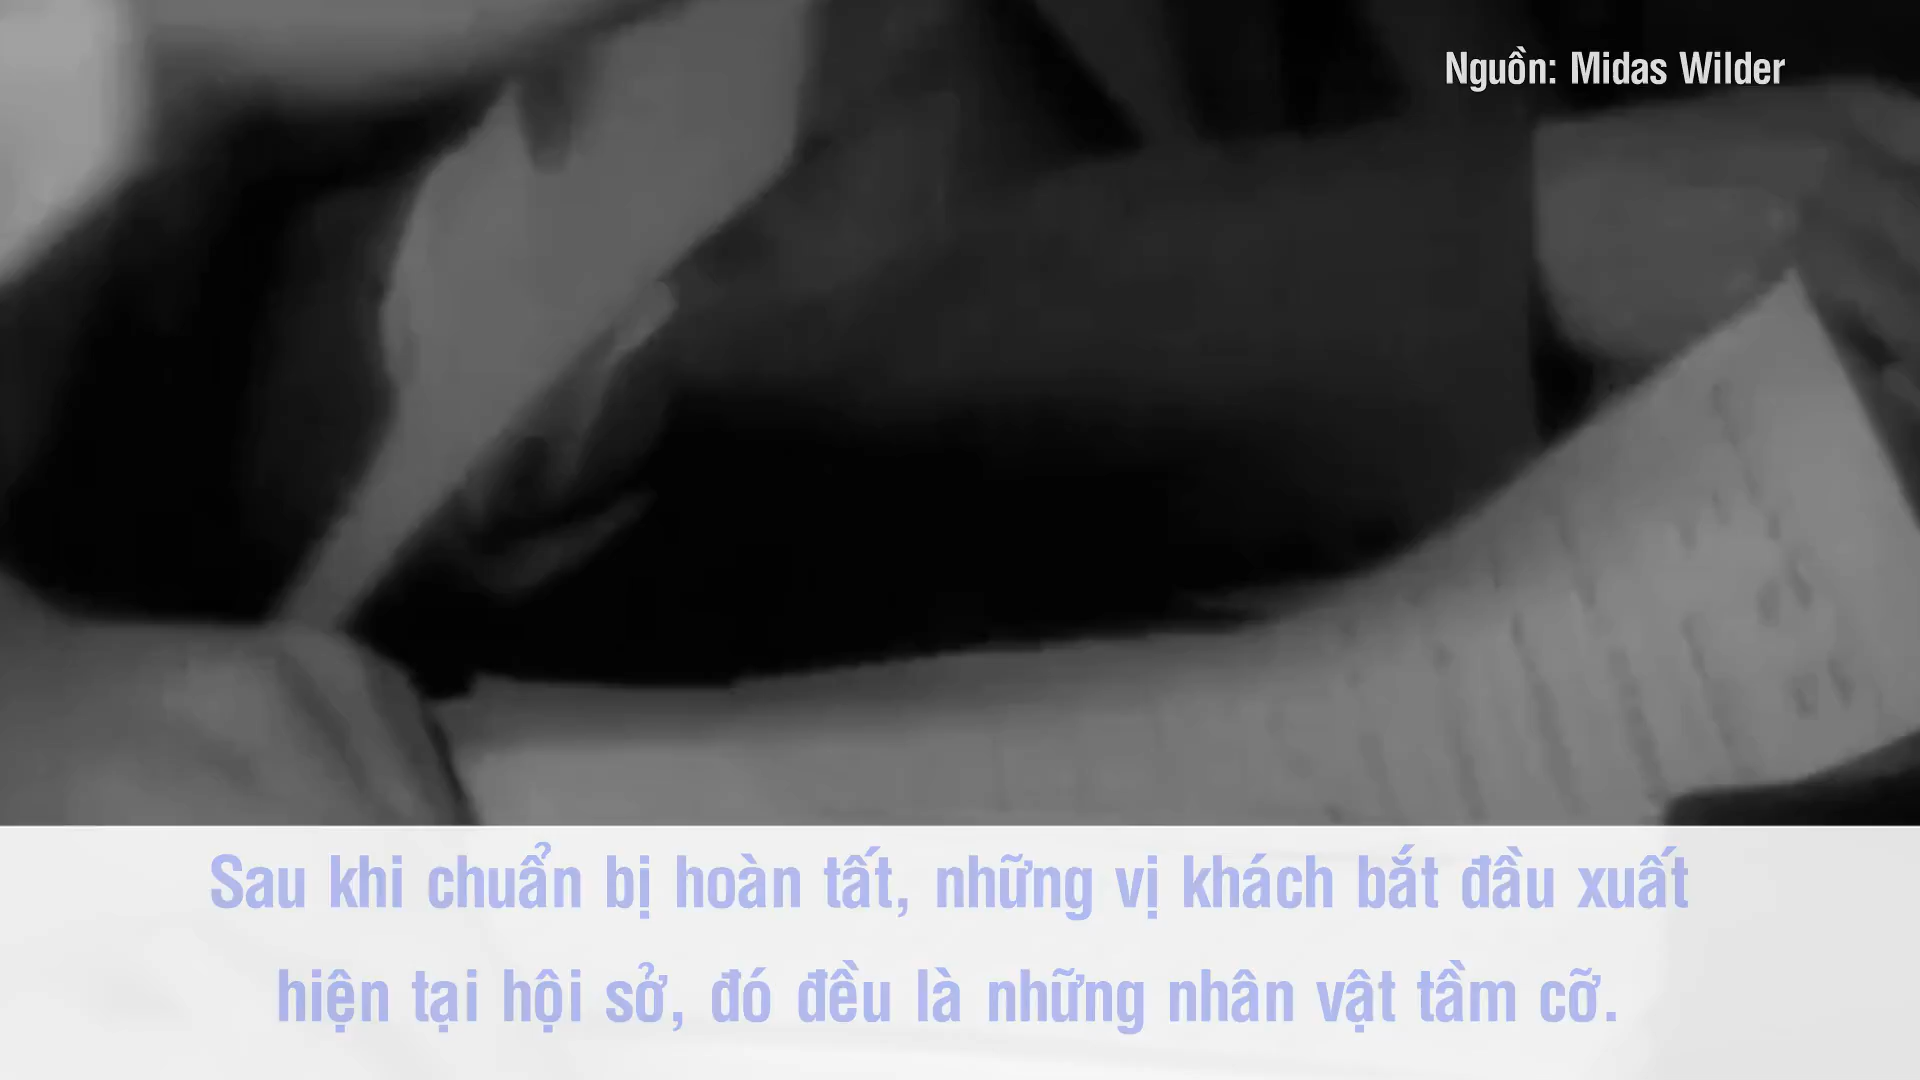 Nguồn: Midas Wilder
Sau khi chuẩn bị hoàn tất, những vị khách bắt đầu xuất
hiện tại hội sở, đó đều là những nhân vật tầm cỡ.